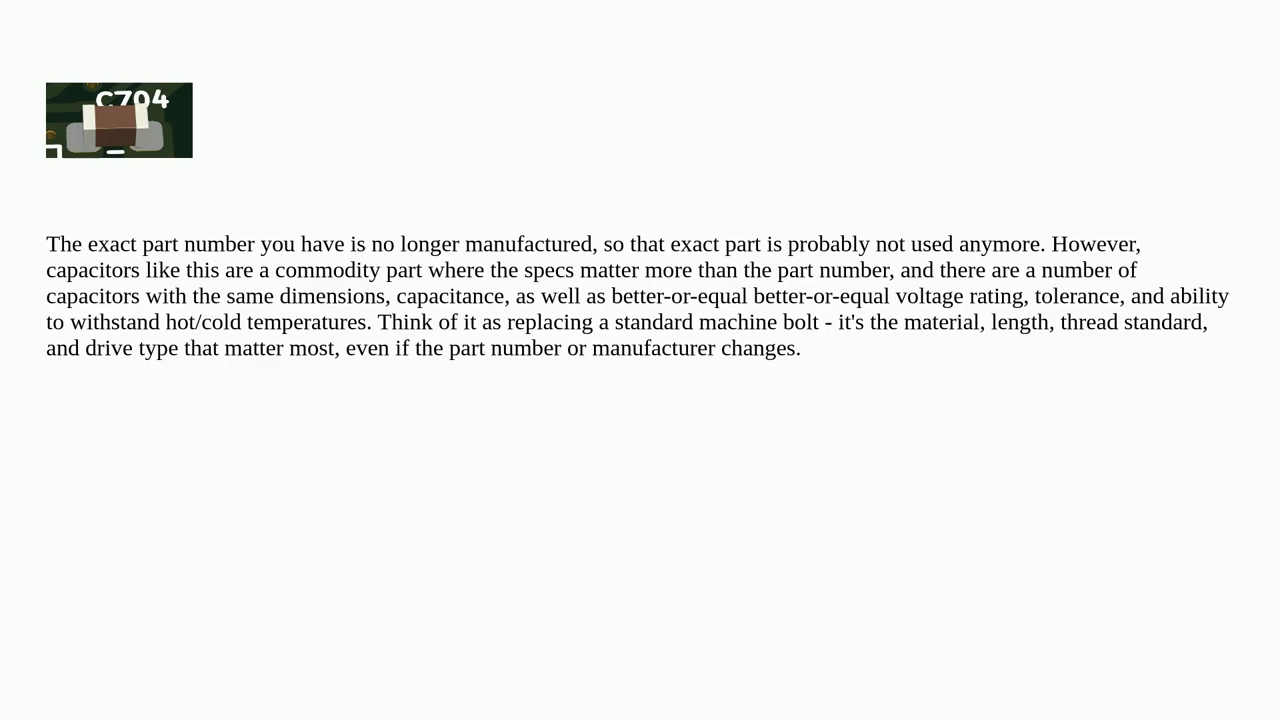 C704
The exact part number you have is no longer manufactured, so that exact part is probably not used anymore. However,
capacitors like this are a commodity part where the specs matter more than the part number, and there are a number of
capacitors with the same dimensions, capacitance, as well as better-or-equal better-or-equal voltage rating, tolerance, and ability
to withstand hot/cold temperatures. Think of it as replacing a standard machine bolt - it's the material, length, thread standard,
and drive type that matter most, even if the part number or manufacturer changes.